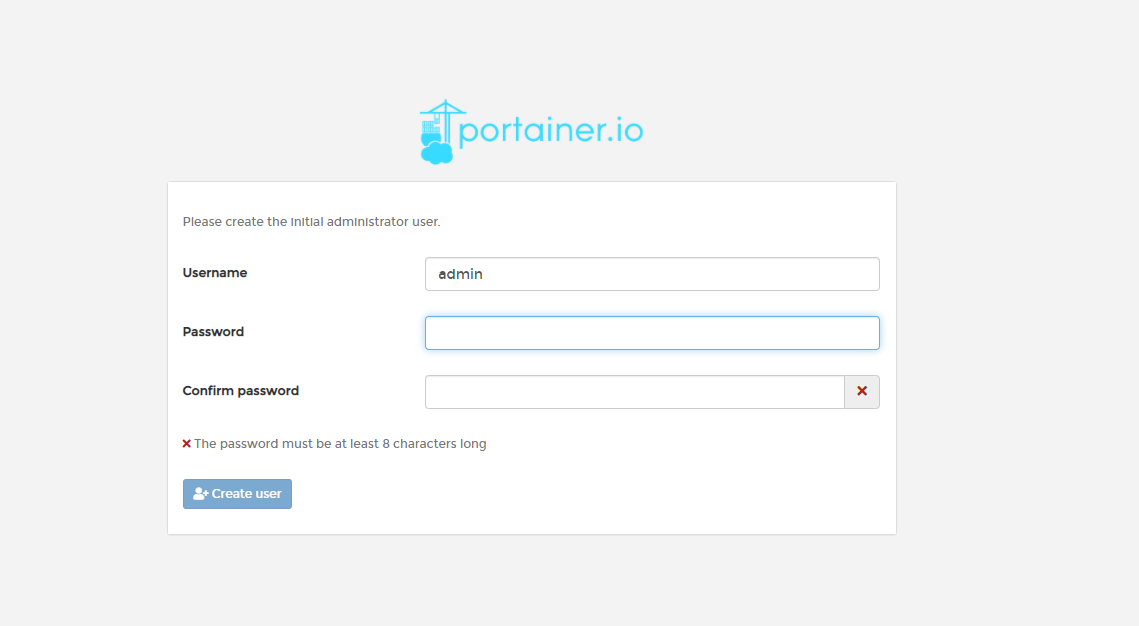 portainer.io
Please create the initial administrator user.
Username
admin
Password
Confirm password
The password must be at least 8 characters long
Create user